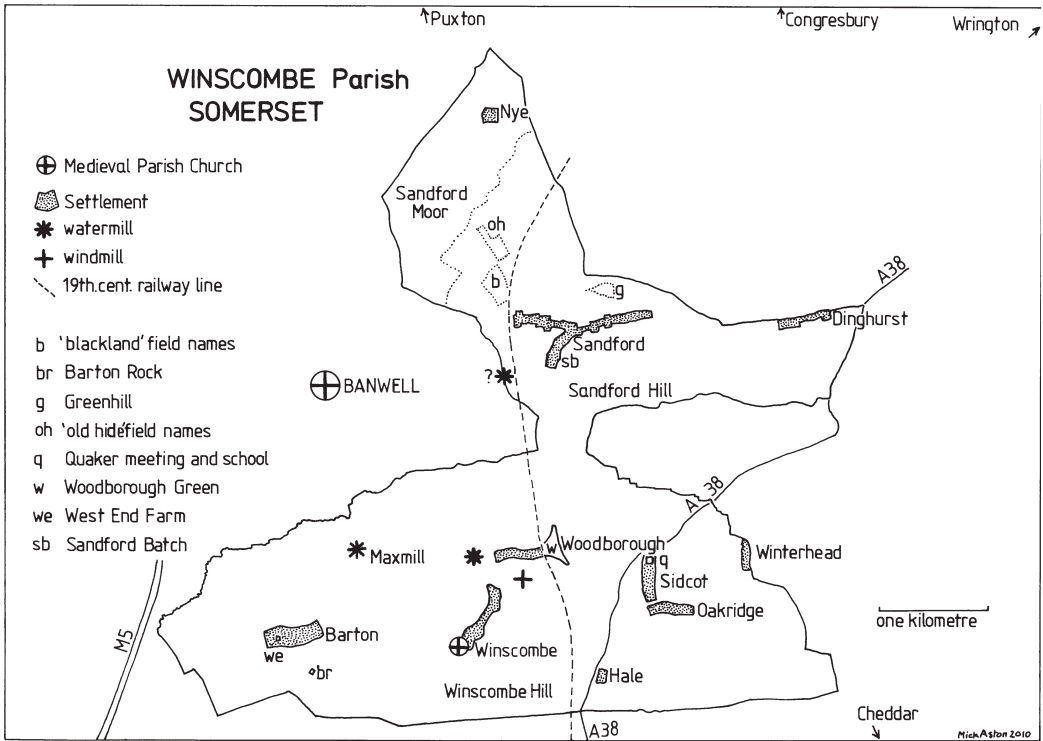 Puxton
Congresbury
Wrington
WINSCOMBE Parish
SOMERSET
Medieval Parish Church
Settlement
watermill
windmill
19th.cent. railway line
b 'blackland' field names
br Barton Rock
g Greenhill
oh 'old hide'field names
q Quaker meeting and school
w Woodborough Green
we West End Farm
sb Sandford Batch
Nye
Sandford
Moor
oh
b
g
A38
Dinghurst
Sandford
sb
?
BANWELL
Sandford Hill
A 38
Maxmill
w
Woodborough
q
Winterhead
Sidcot
Oakridge
one kilometre
M5
Barton
we
br
Winscombe
Winscombe Hill
Hale
A38
Cheddar
Mick Aston 2010